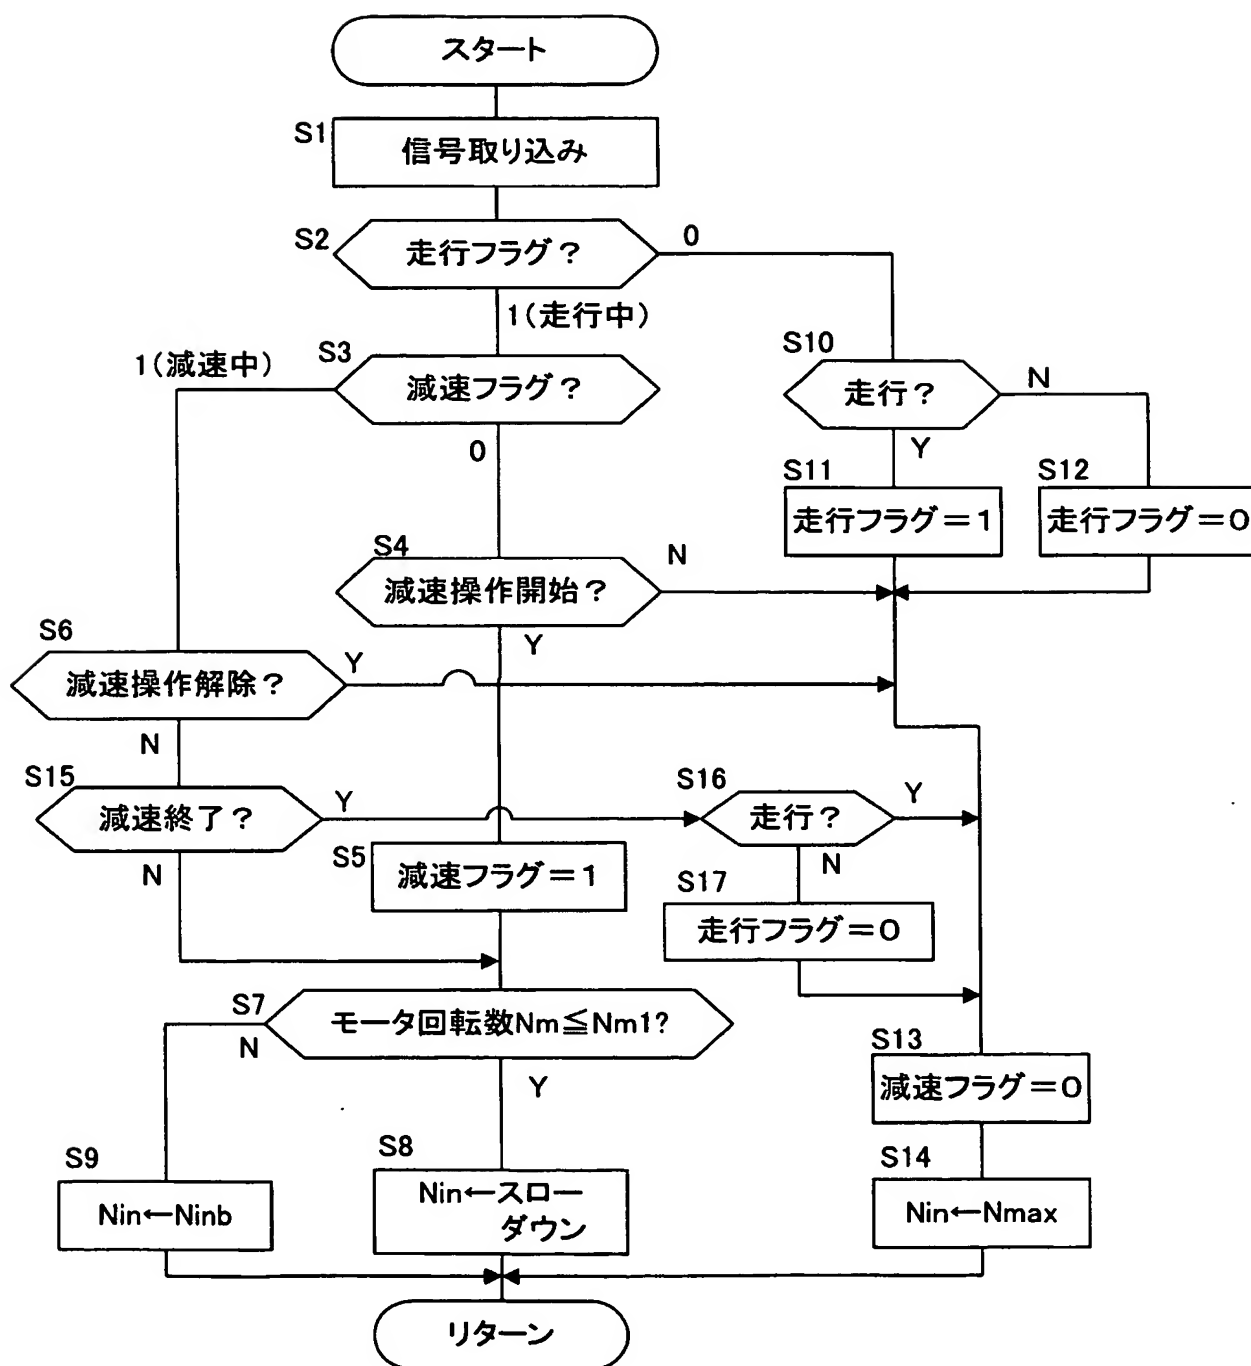 スタート
S1
信号取り込み
S2
走行フラグ？
0
1(走行中)
S3
1(減速中)
減速フラグ？
0
S10
走行？
N
Y
S11
走行フラグ＝1
S12
走行フラグ＝0
S4
減速操作開始？
N
Y
S6
減速操作解除？
Y
N
S15
減速終了？
Y
N
S16
走行？
Y
N
S5
減速フラグ＝1
S17
走行フラグ＝0
S7
モータ回転数Nm≦Nm1?
N
Y
S13
減速フラグ＝0
S9
Nin←Ninb
S8
Nin←スロー
ダウン
S14
Nin←Nmax
リターン